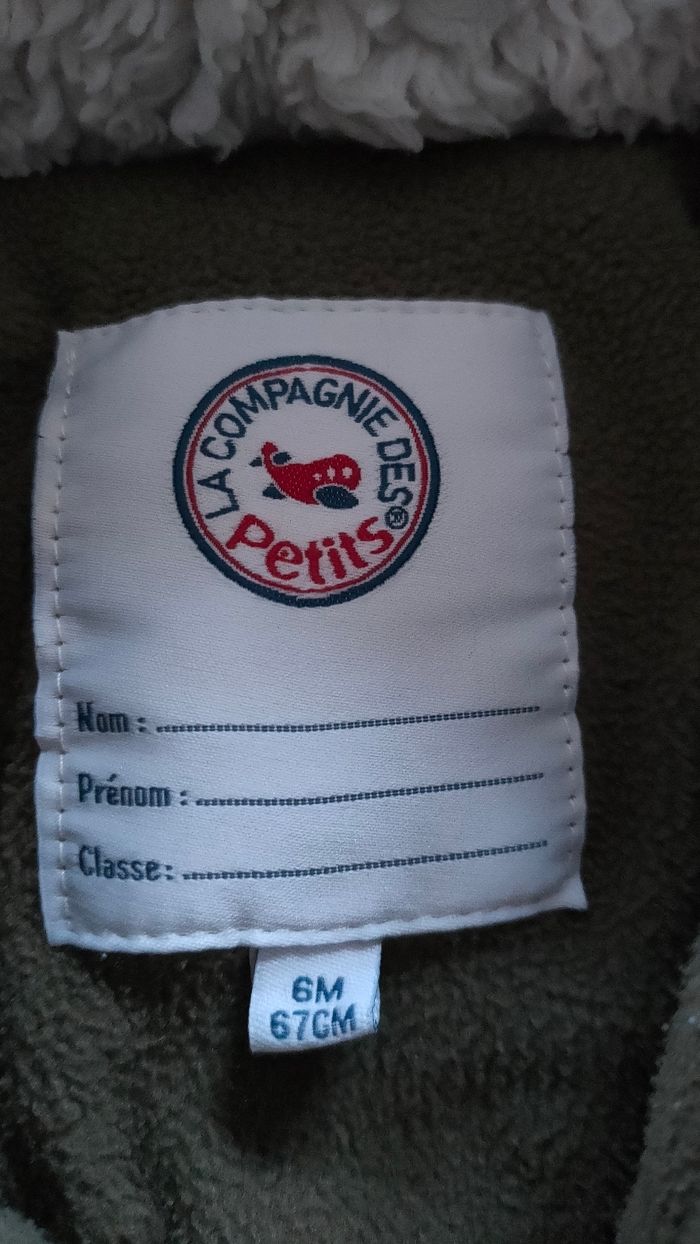 LA COMPAGNIE DES
Petits®
Nom :
Prénom :
Classe :
6M
67CM